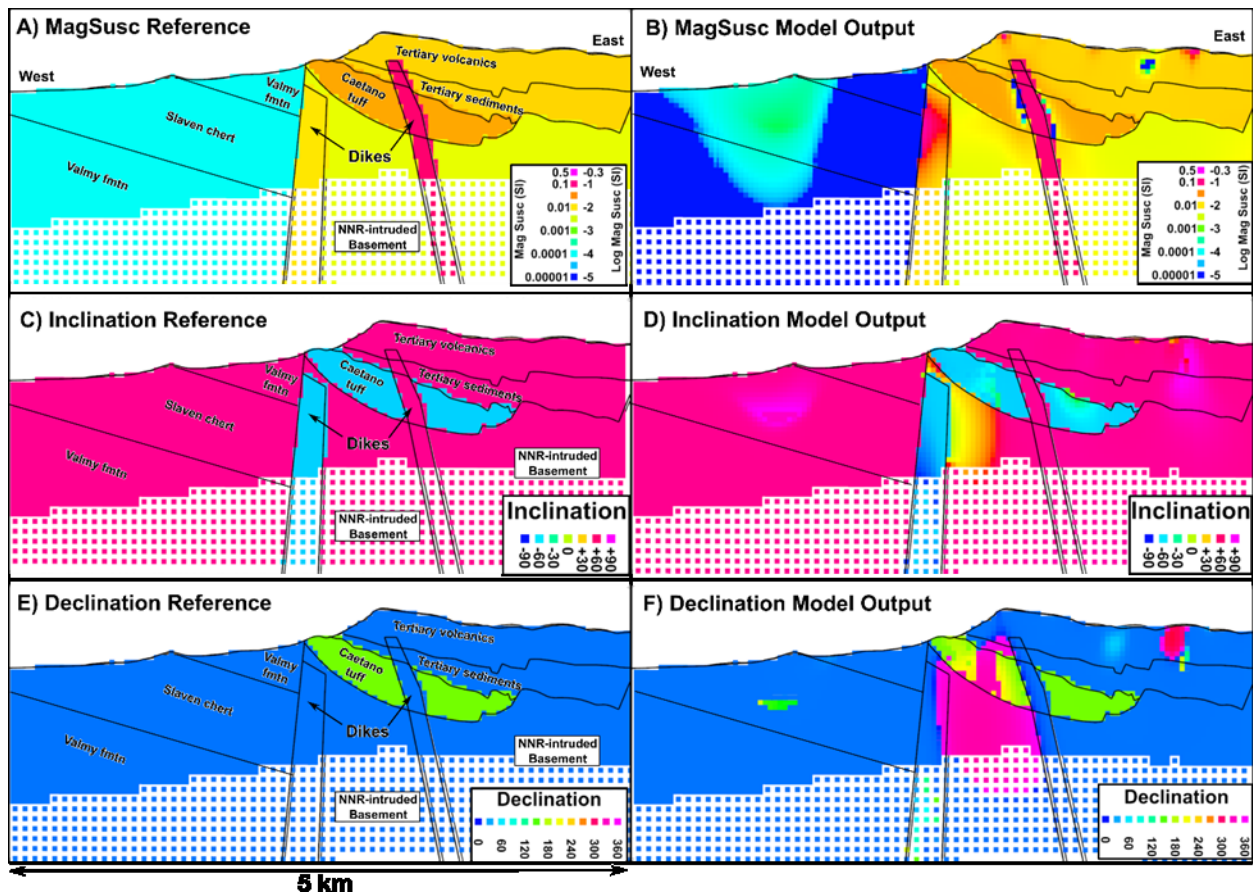 A) MagSusc Reference
East
West
Tertiary volcanics
Valmy
fmtn
Caetano
tuff
Tertiary sediments
Slaven chert
Dikes
Valmy fmtn
NNR-intruded
Basement
Mag Susc (SI)
0.5
0.1
0.01
0.001
0.0001
0.00001
-0.3
-1
-2
-3
-4
-5
Log Mag Susc (SI)
B) MagSusc Model Output
East
West
Mag Susc (SI)
0.5
0.1
0.01
0.001
0.0001
0.00001
-0.3
-1
-2
-3
-4
-5
Log Mag Susc (SI)
C) Inclination Reference
Tertiary volcanics
Valmy
fmtn
Caetano
tuff
Tertiary sediments
Slaven chert
Dikes
Valmy fmtn
NNR-intruded
Basement
NNR-intruded
Basement
Inclination
-90
-60
-30
0
+30
+60
+90
D) Inclination Model Output
Inclination
-90
-60
-30
0
+30
+60
+90
E) Declination Reference
Tertiary volcanics
Valmy
fmtn
Caetano
tuff
Tertiary sediments
Slaven chert
Dikes
Valmy fmtn
NNR-intruded
Basement
NNR-intruded
Basement
Declination
0
60
120
180
240
300
360
F) Declination Model Output
Declination
0
60
120
180
240
300
360
5 km